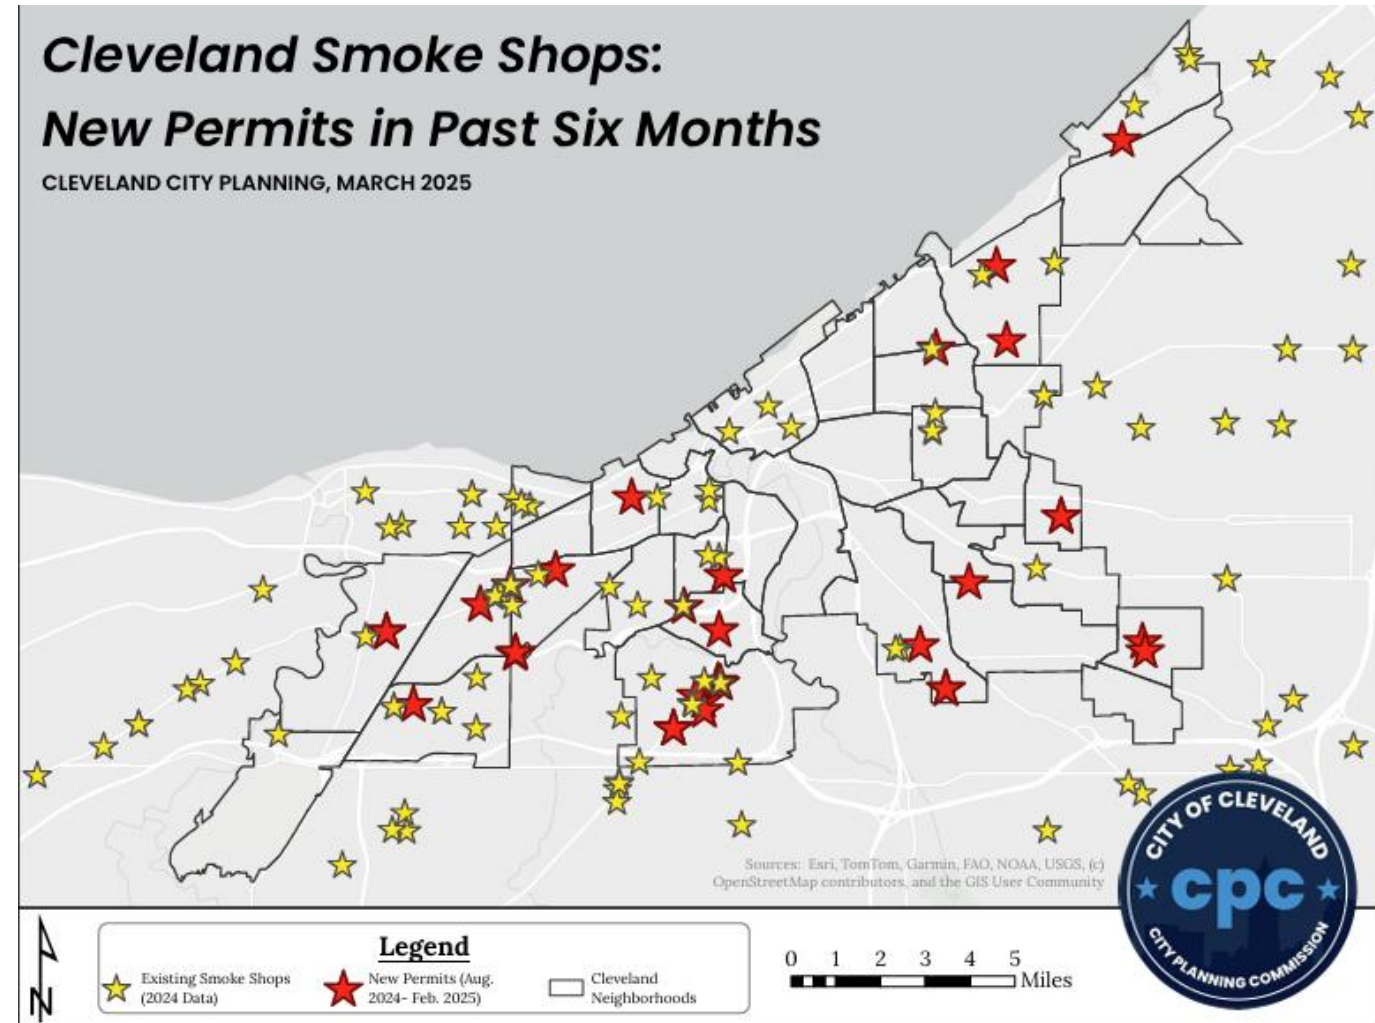 Cleveland Smoke Shops:
New Permits in Past Six Months
CLEVELAND CITY PLANNING, MARCH 2025
Sources: Esri, TomTom, Garmin, FAO, NOAA, USGS, (c)
OpenStreetMap contributors, and the GIS User Community
N
Legend
Existing Smoke Shops
(2024 Data)
New Permits (Aug.
2024- Feb. 2025)
Cleveland
Neighborhoods
0 1 2 3 4 5
Miles
CITY OF CLEVELAND
cpc
CITY PLANNING COMMISSION